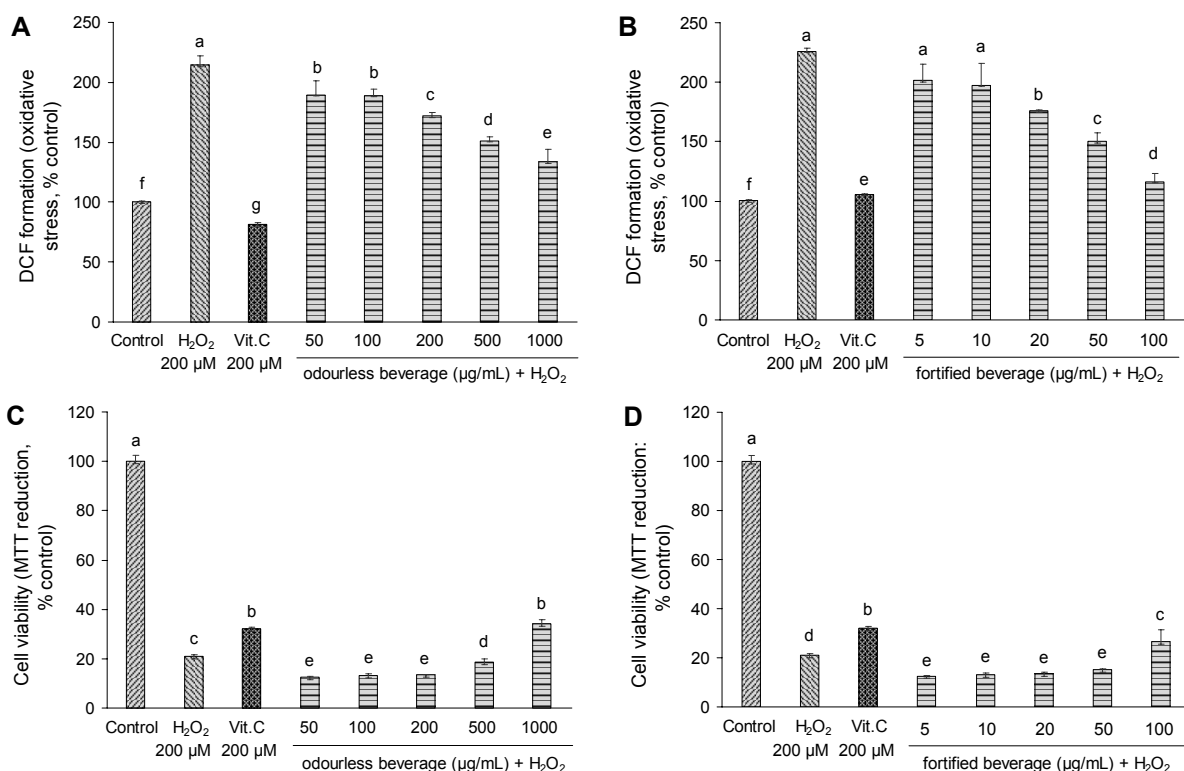 A
DCF formation (oxidative
stress, % control)
250
200
150
100
50
0
f
a
g
b
b
c
d
e
Control
H₂O₂
200 µM
Vit.C
200 µM
50
100
200
500
1000
odourless beverage (µg/mL) + H₂O₂
B
DCF formation (oxidative
stress, % control)
250
200
150
100
50
0
f
a
e
a
a
b
c
d
Control
H₂O₂
200 µM
Vit.C
200 µM
5
10
20
50
100
fortified beverage (µg/mL) + H₂O₂
C
Cell viability (MTT reduction,
% control)
120
100
80
60
40
20
0
a
c
b
e
e
e
d
b
Control
H₂O₂
200 µM
Vit.C
200 µM
50
100
200
500
1000
odourless beverage (µg/mL) + H₂O₂
D
Cell viability (MTT reduction:
% control)
120
100
80
60
40
20
0
a
d
b
e
e
e
e
c
Control
H₂O₂
200 µM
Vit.C
200 µM
5
10
20
50
100
fortified beverage (µg/mL) + H₂O₂